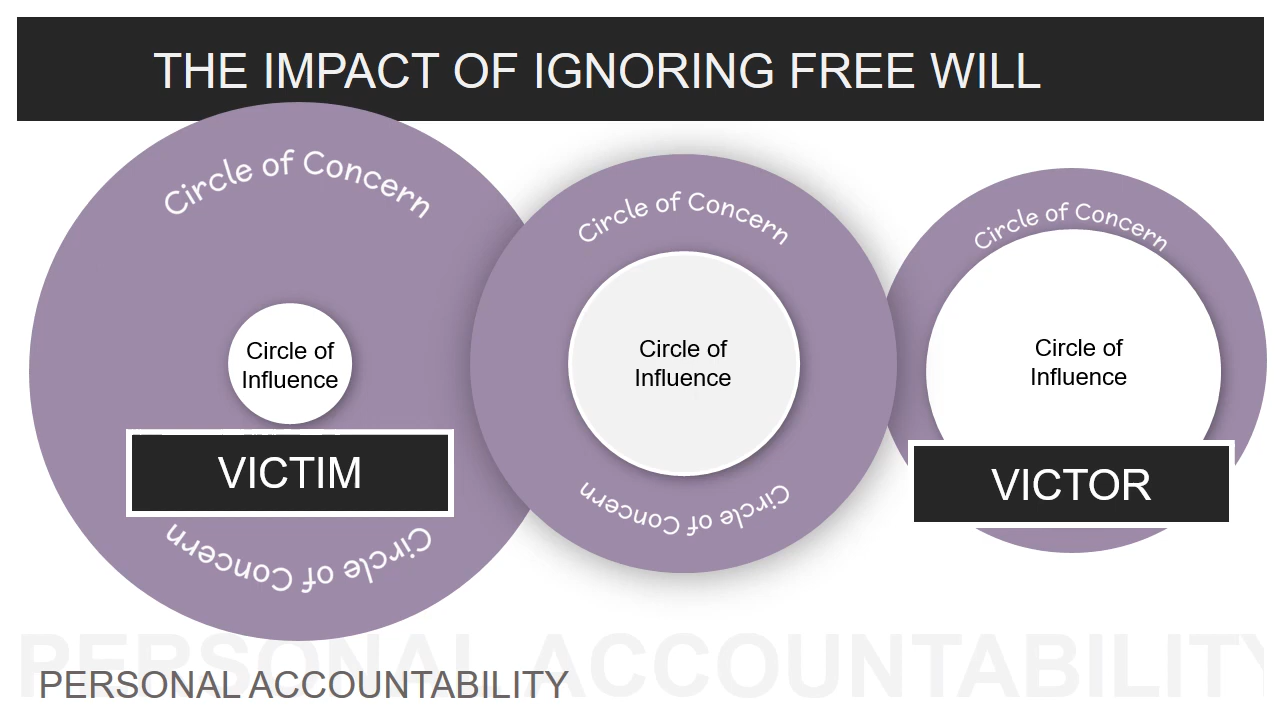 THE IMPACT OF IGNORING FREE WILL
Circle of Concern
Circle of
Influence
VICTIM
Circle of Concern
Circle of Concern
Circle of
Influence
Circle of Concern
Circle of Concern
Circle of
Influence
VICTOR
PERSONAL ACCOUNTABILITY
PERSONAL ACCOUNTABILITY